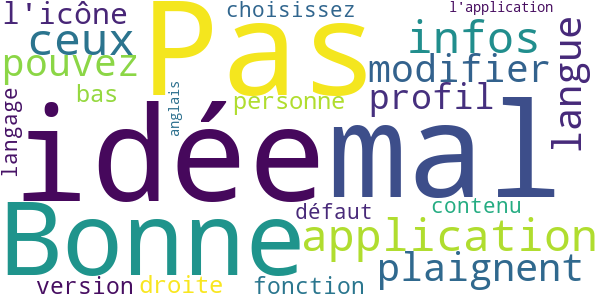 l'icône
Pas
choisissez
l'application
ceux
infos
langue
pouvez
modifier
bas
anglais
personne
profil
langage
idée
mal
Bonne
défaut
contenu
application
plaignent
version
droite
fonction